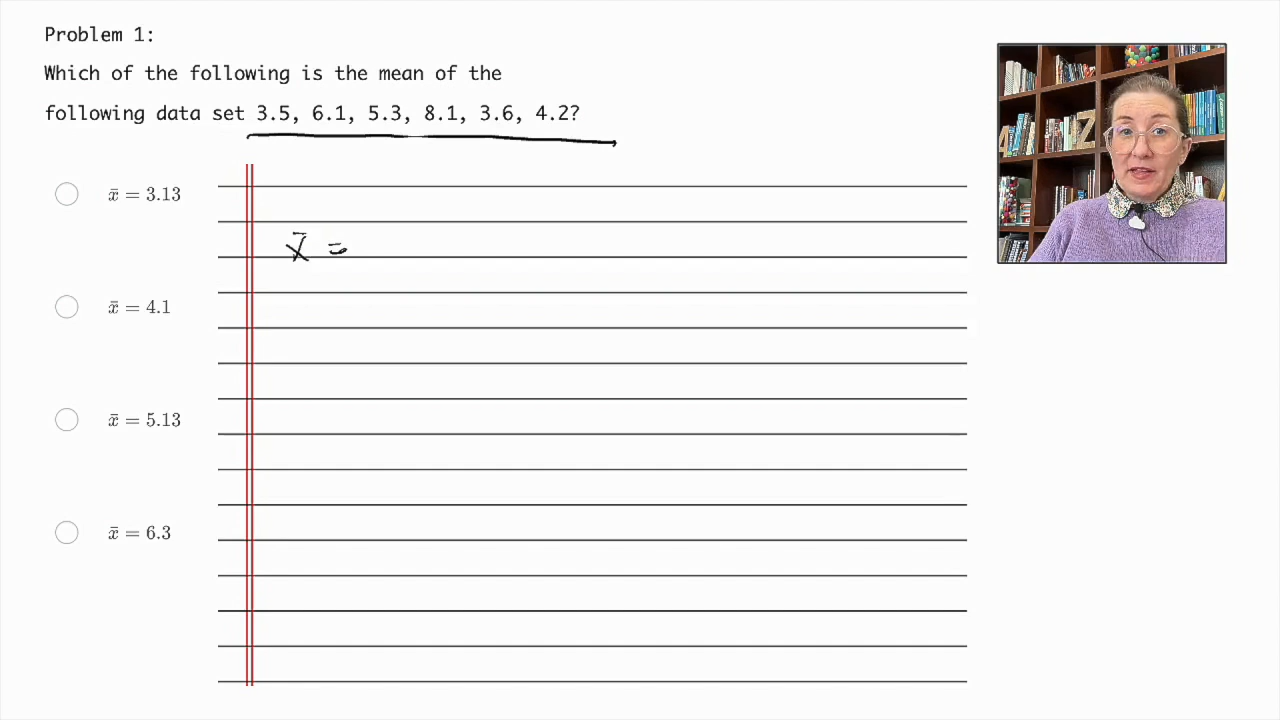 Problem 1:
Which of the following is the mean of the
following data set 3.5, 6.1, 5.3, 8.1, 3.6, 4.2?
x̄ = 3.13
x̄ =
x̄ = 4.1
x̄ = 5.13
x̄ = 6.3